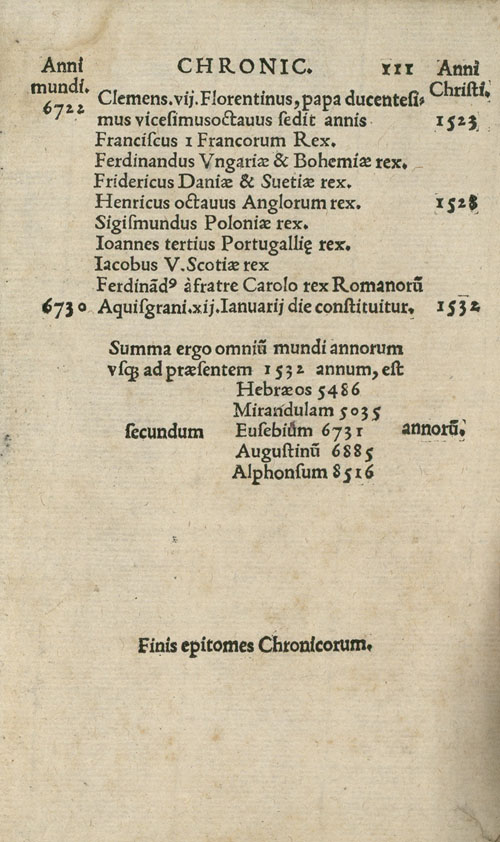 Anni CHRONIC. III Anni
mundi. Christi.
6722 Clemens.vij.Florentinus, papa ducentesi-
mus vicesimusoctauus sedit annis 1523
Franciscus 1 Francorum Rex.
Ferdinandus Vngariæ & Bohemiæ rex.
Fridericus Daniæ & Suetiæ rex.
Henricus octauus Anglorum rex. 1528
Sigismundus Poloniæ rex.
Ioannes tertius Portugallię rex.
Iacobus V.Scotiæ rex
Ferdinādꝰ à fratre Carolo rex Romanorū
6730 Aquisgrani.xij.Ianuarij die constituitur. 1532
Summa ergo omniū mundi annorum
vsqꝫ ad præsentem 1532 annum, est
Hebræos 5486
Mirandulam 5035
secundum Eusebium 6731 annorū.
Augustinū 6885
Alphonsum 8516
Finis epitomes Chronicorum.